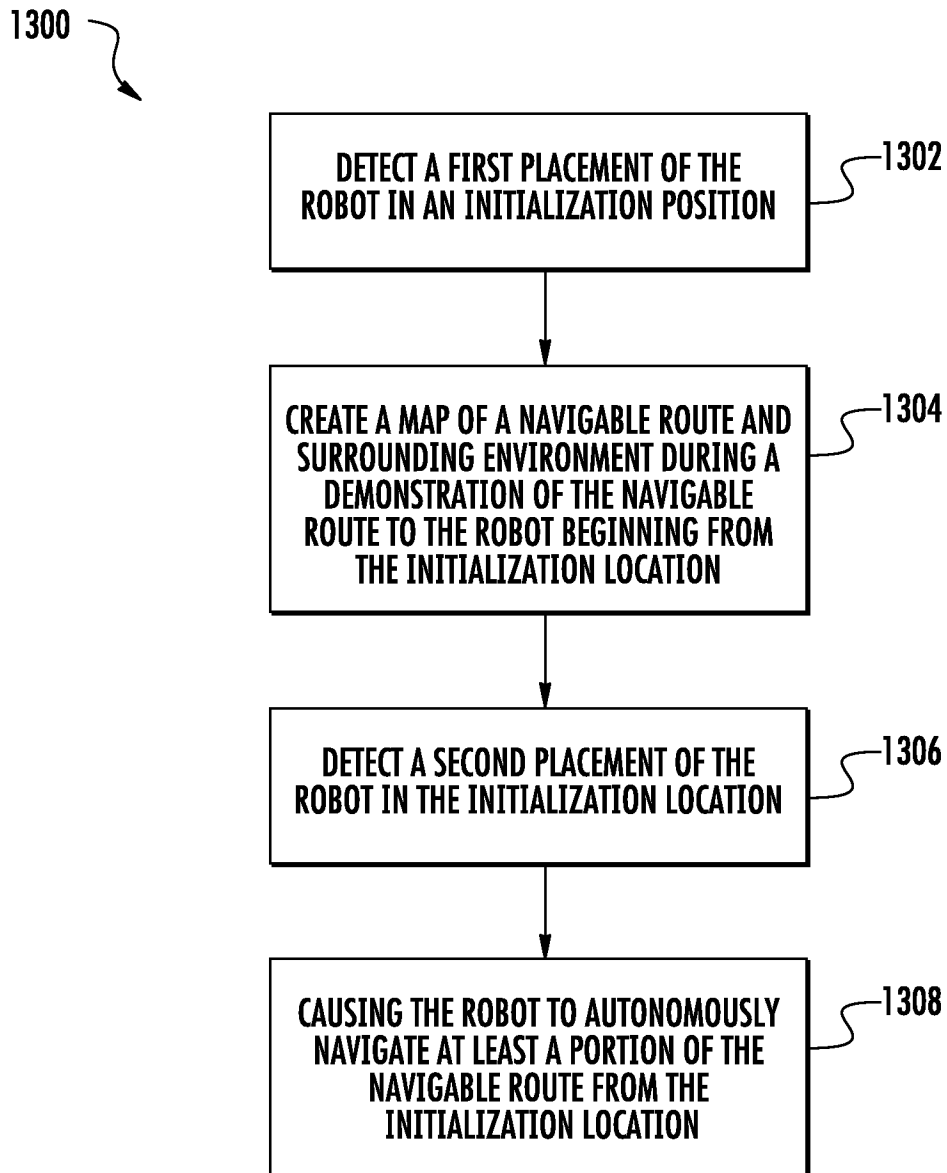 1300
DETECT A FIRST PLACEMENT OF THE
ROBOT IN AN INITIALIZATION POSITION
1302
CREATE A MAP OF A NAVIGABLE ROUTE AND
SURROUNDING ENVIRONMENT DURING A
DEMONSTRATION OF THE NAVIGABLE
ROUTE TO THE ROBOT BEGINNING FROM
THE INITIALIZATION LOCATION
1304
DETECT A SECOND PLACEMENT OF THE
ROBOT IN THE INITIALIZATION LOCATION
1306
CAUSING THE ROBOT TO AUTONOMOUSLY
NAVIGATE AT LEAST A PORTION OF THE
NAVIGABLE ROUTE FROM THE
INITIALIZATION LOCATION
1308